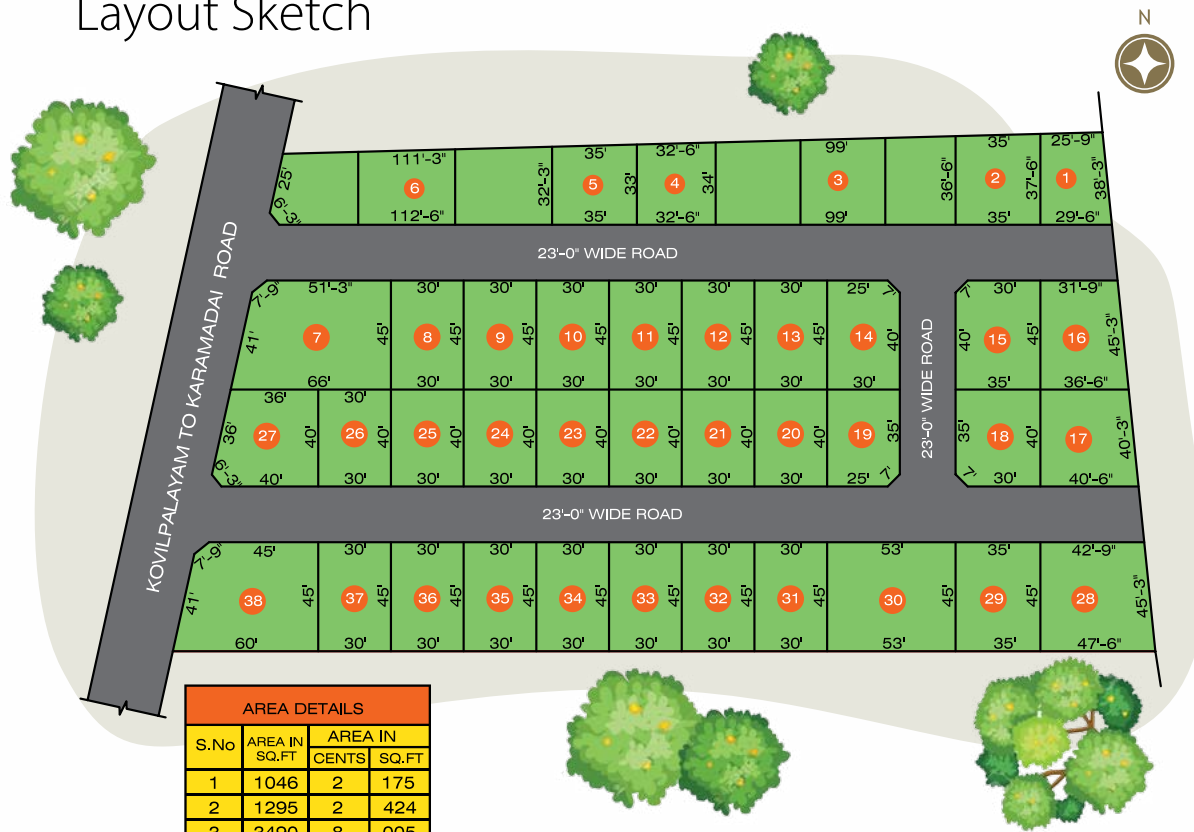 Layout Sketch
N
111'-3" 35' 32'-6" 99' 35' 25'-9"
25' 6 32'-3" 5 33' 4 34' 3 36'-6" 2 37'-6" 1 38'-3"
6'-3" 112'-6" 35' 32'-6" 99' 35' 29'-6"
23'-0" WIDE ROAD
KOVILPALAYAM TO KARAMADAI ROAD
7'-9" 51'-3" 30' 30' 30' 30' 30' 30' 25' 7' 7' 30' 31'-9"
41' 7 45' 8 45' 9 45' 10 45' 11 45' 12 45' 13 45' 14 40' 40' 15 45' 16 45'-3"
66' 30' 30' 30' 30' 30' 30' 30' 35' 36'-6"
23'-0" WIDE ROAD
36' 30'
36' 27 40' 26 40' 25 40' 24 40' 23 40' 22 40' 21 40' 20 40' 19 35' 35' 18 40' 17 40'-3"
6'-3" 40' 30' 30' 30' 30' 30' 30' 30' 25' 7' 7' 30' 40'-6"
23'-0" WIDE ROAD
7'-9" 45' 30' 30' 30' 30' 30' 30' 30' 53' 35' 42'-9"
41' 38 45' 37 45' 36 45' 35 45' 34 45' 33 45' 32 45' 31 45' 30 45' 29 45' 28 45'-3"
60' 30' 30' 30' 30' 30' 30' 30' 53' 35' 47'-6"
AREA DETAILS
S.No AREA IN SQ.FT AREA IN
CENTS SQ.FT
1 1046 2 175
2 1295 2 424
3 3490 8 005